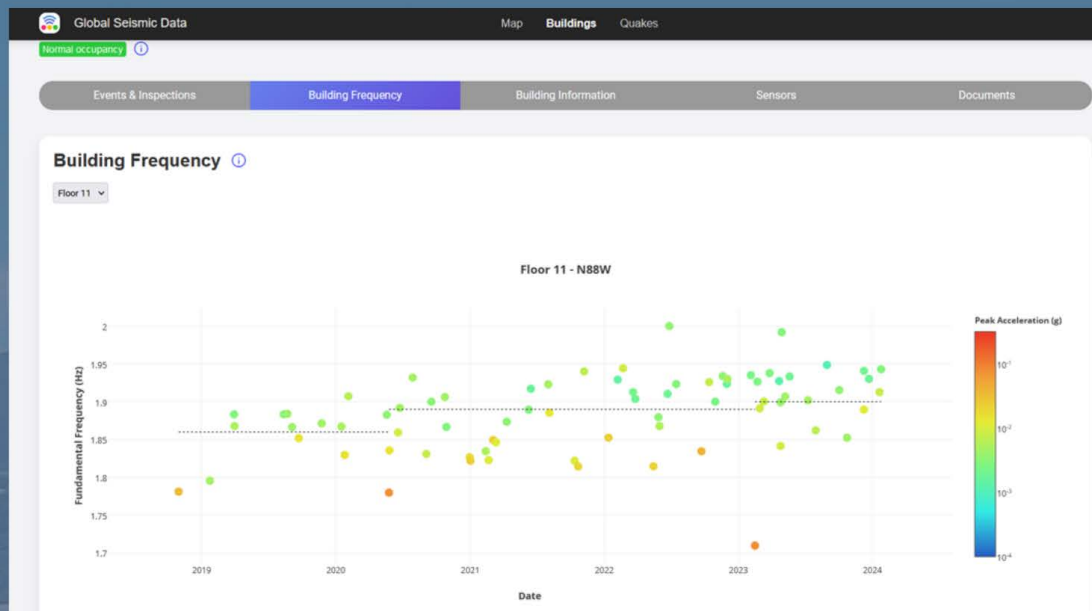 Global Seismic Data
Map Buildings Quakes
Normal occupancy
Events & Inspections Building Frequency Building Information Sensors Documents
Building Frequency
Floor 11
Floor 11 - N88W
Peak Acceleration (g)
Fundamental Frequency (Hz)
2
1.95
1.9
1.85
1.8
1.75
1.7
10-1
10-2
10-3
10-4
2019 2020 2021 2022 2023 2024
Date